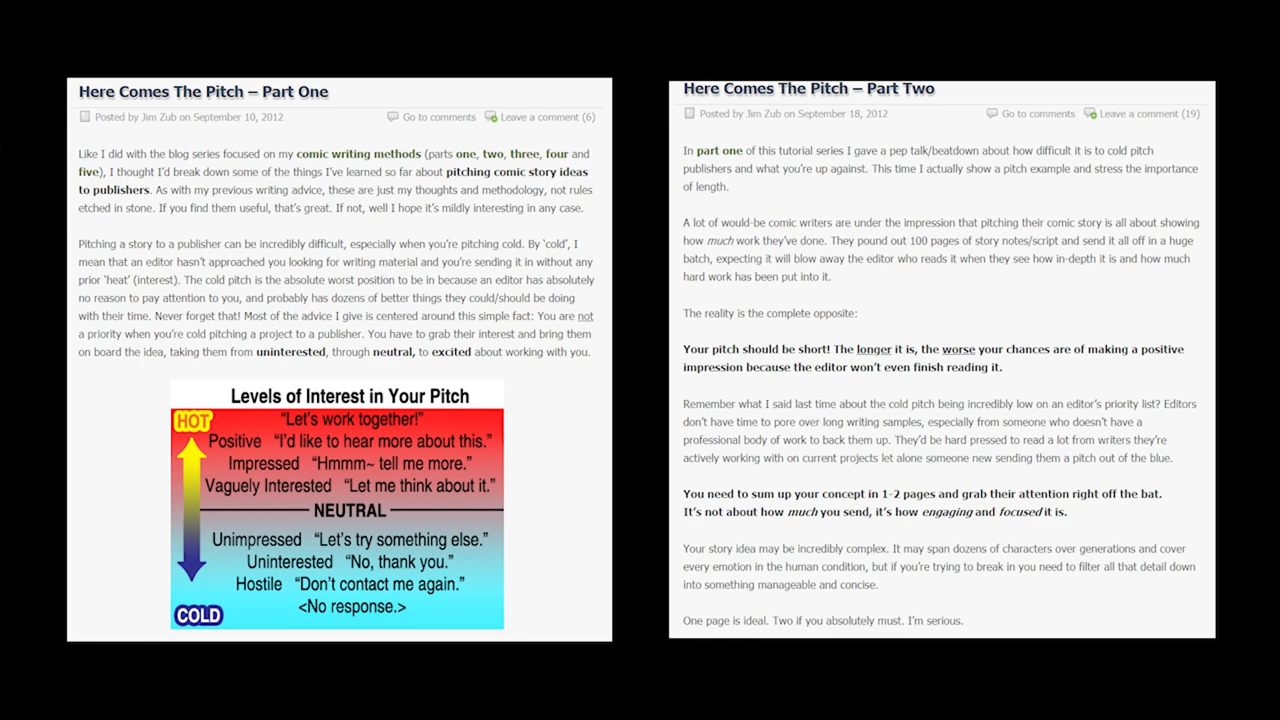 Here Comes The Pitch – Part One
Posted by Jim Zub on September 10, 2012
Go to comments
Leave a comment (6)
Like I did with the blog series focused on my comic writing methods (parts one, two, three, four and
five), I thought I'd break down some of the things I've learned so far about pitching comic story ideas
to publishers. As with my previous writing advice, these are just my thoughts and methodology, not rules
etched in stone. If you find them useful, that's great. If not, well I hope it's mildly interesting in any case.
Pitching a story to a publisher can be incredibly difficult, especially when you're pitching cold. By 'cold', I
mean that an editor hasn't approached you looking for writing material and you're sending it in without any
prior 'heat' (interest). The cold pitch is the absolute worst position to be in because an editor has absolutely
no reason to pay attention to you, and probably has dozens of better things they could/should be doing
with their time. Never forget that! Most of the advice I give is centered around this simple fact: You are not
a priority when you're cold pitching a project to a publisher. You have to grab their interest and bring them
on board the idea, taking them from uninterested, through neutral, to excited about working with you.
Levels of Interest in Your Pitch
HOT
"Let's work together!"
Positive "I'd like to hear more about this."
Impressed "Hmmm~ tell me more."
Vaguely Interested "Let me think about it."
NEUTRAL
Unimpressed "Let's try something else."
Uninterested "No, thank you."
Hostile "Don't contact me again."
<No response.>
COLD
Here Comes The Pitch – Part Two
Posted by Jim Zub on September 18, 2012
Go to comments
Leave a comment (19)
In part one of this tutorial series I gave a pep talk/beatdown about how difficult it is to cold pitch
publishers and what you're up against. This time I actually show a pitch example and stress the importance
of length.
A lot of would-be comic writers are under the impression that pitching their comic story is all about showing
how much work they've done. They pound out 100 pages of story notes/script and send it all off in a huge
batch, expecting it will blow away the editor who reads it when they see how in-depth it is and how much
hard work has been put into it.
The reality is the complete opposite:
Your pitch should be short! The longer it is, the worse your chances are of making a positive
impression because the editor won't even finish reading it.
Remember what I said last time about the cold pitch being incredibly low on an editor's priority list? Editors
don't have time to pore over long writing samples, especially from someone who doesn't have a
professional body of work to back them up. They'd be hard pressed to read a lot from writers they're
actively working with on current projects let alone someone new sending them a pitch out of the blue.
You need to sum up your concept in 1-2 pages and grab their attention right off the bat.
It's not about how much you send, it's how engaging and focused it is.
Your story idea may be incredibly complex. It may span dozens of characters over generations and cover
every emotion in the human condition, but if you're trying to break in you need to filter all that detail down
into something manageable and concise.
One page is ideal. Two if you absolutely must. I'm serious.